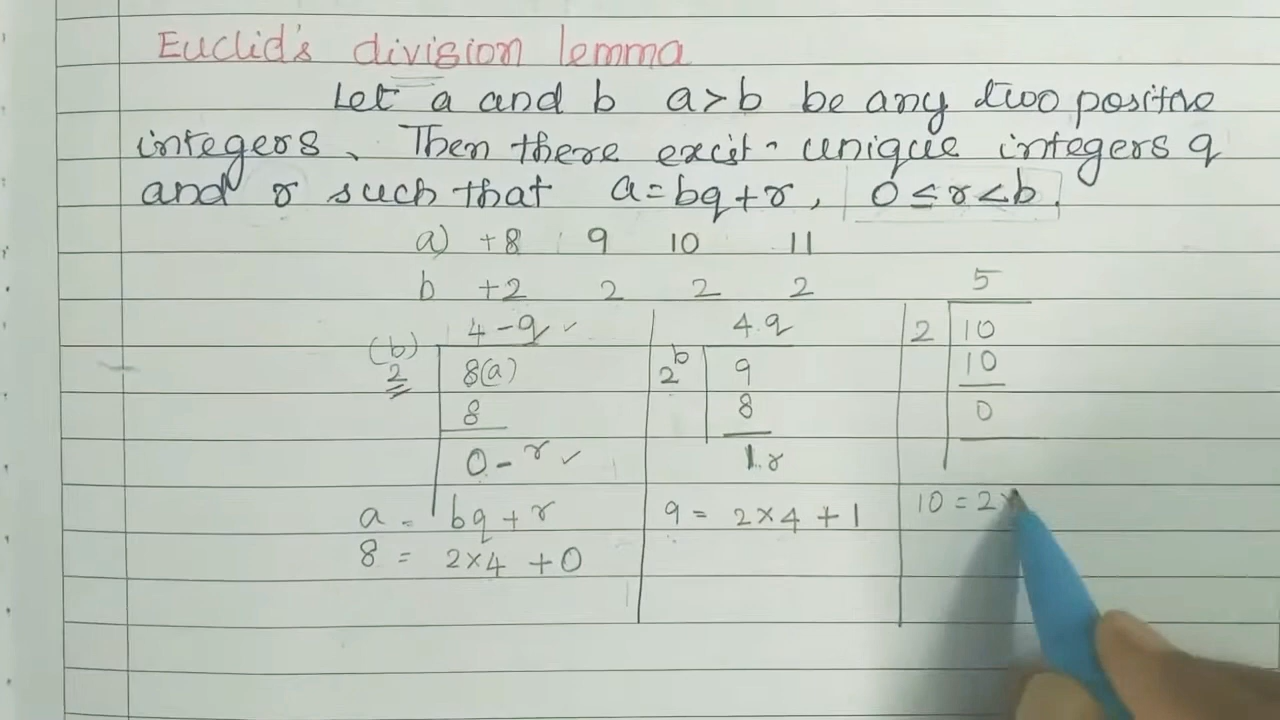 Euclid's division lemma
Let a and b a>b be any two positive
integers. Then there excist unique integers q
and r such that a=bq+r, 0≤r<b.
a) +8 9 10 11
b +2 2 2 2
4-q ✓
(b)
2
8(a)
8
0-r ✓
a = bq+r
8 = 2×4 +0
4.q
b
2
9
8
1.r
9 = 2×4 +1
5
2
10
10
0
10=2×